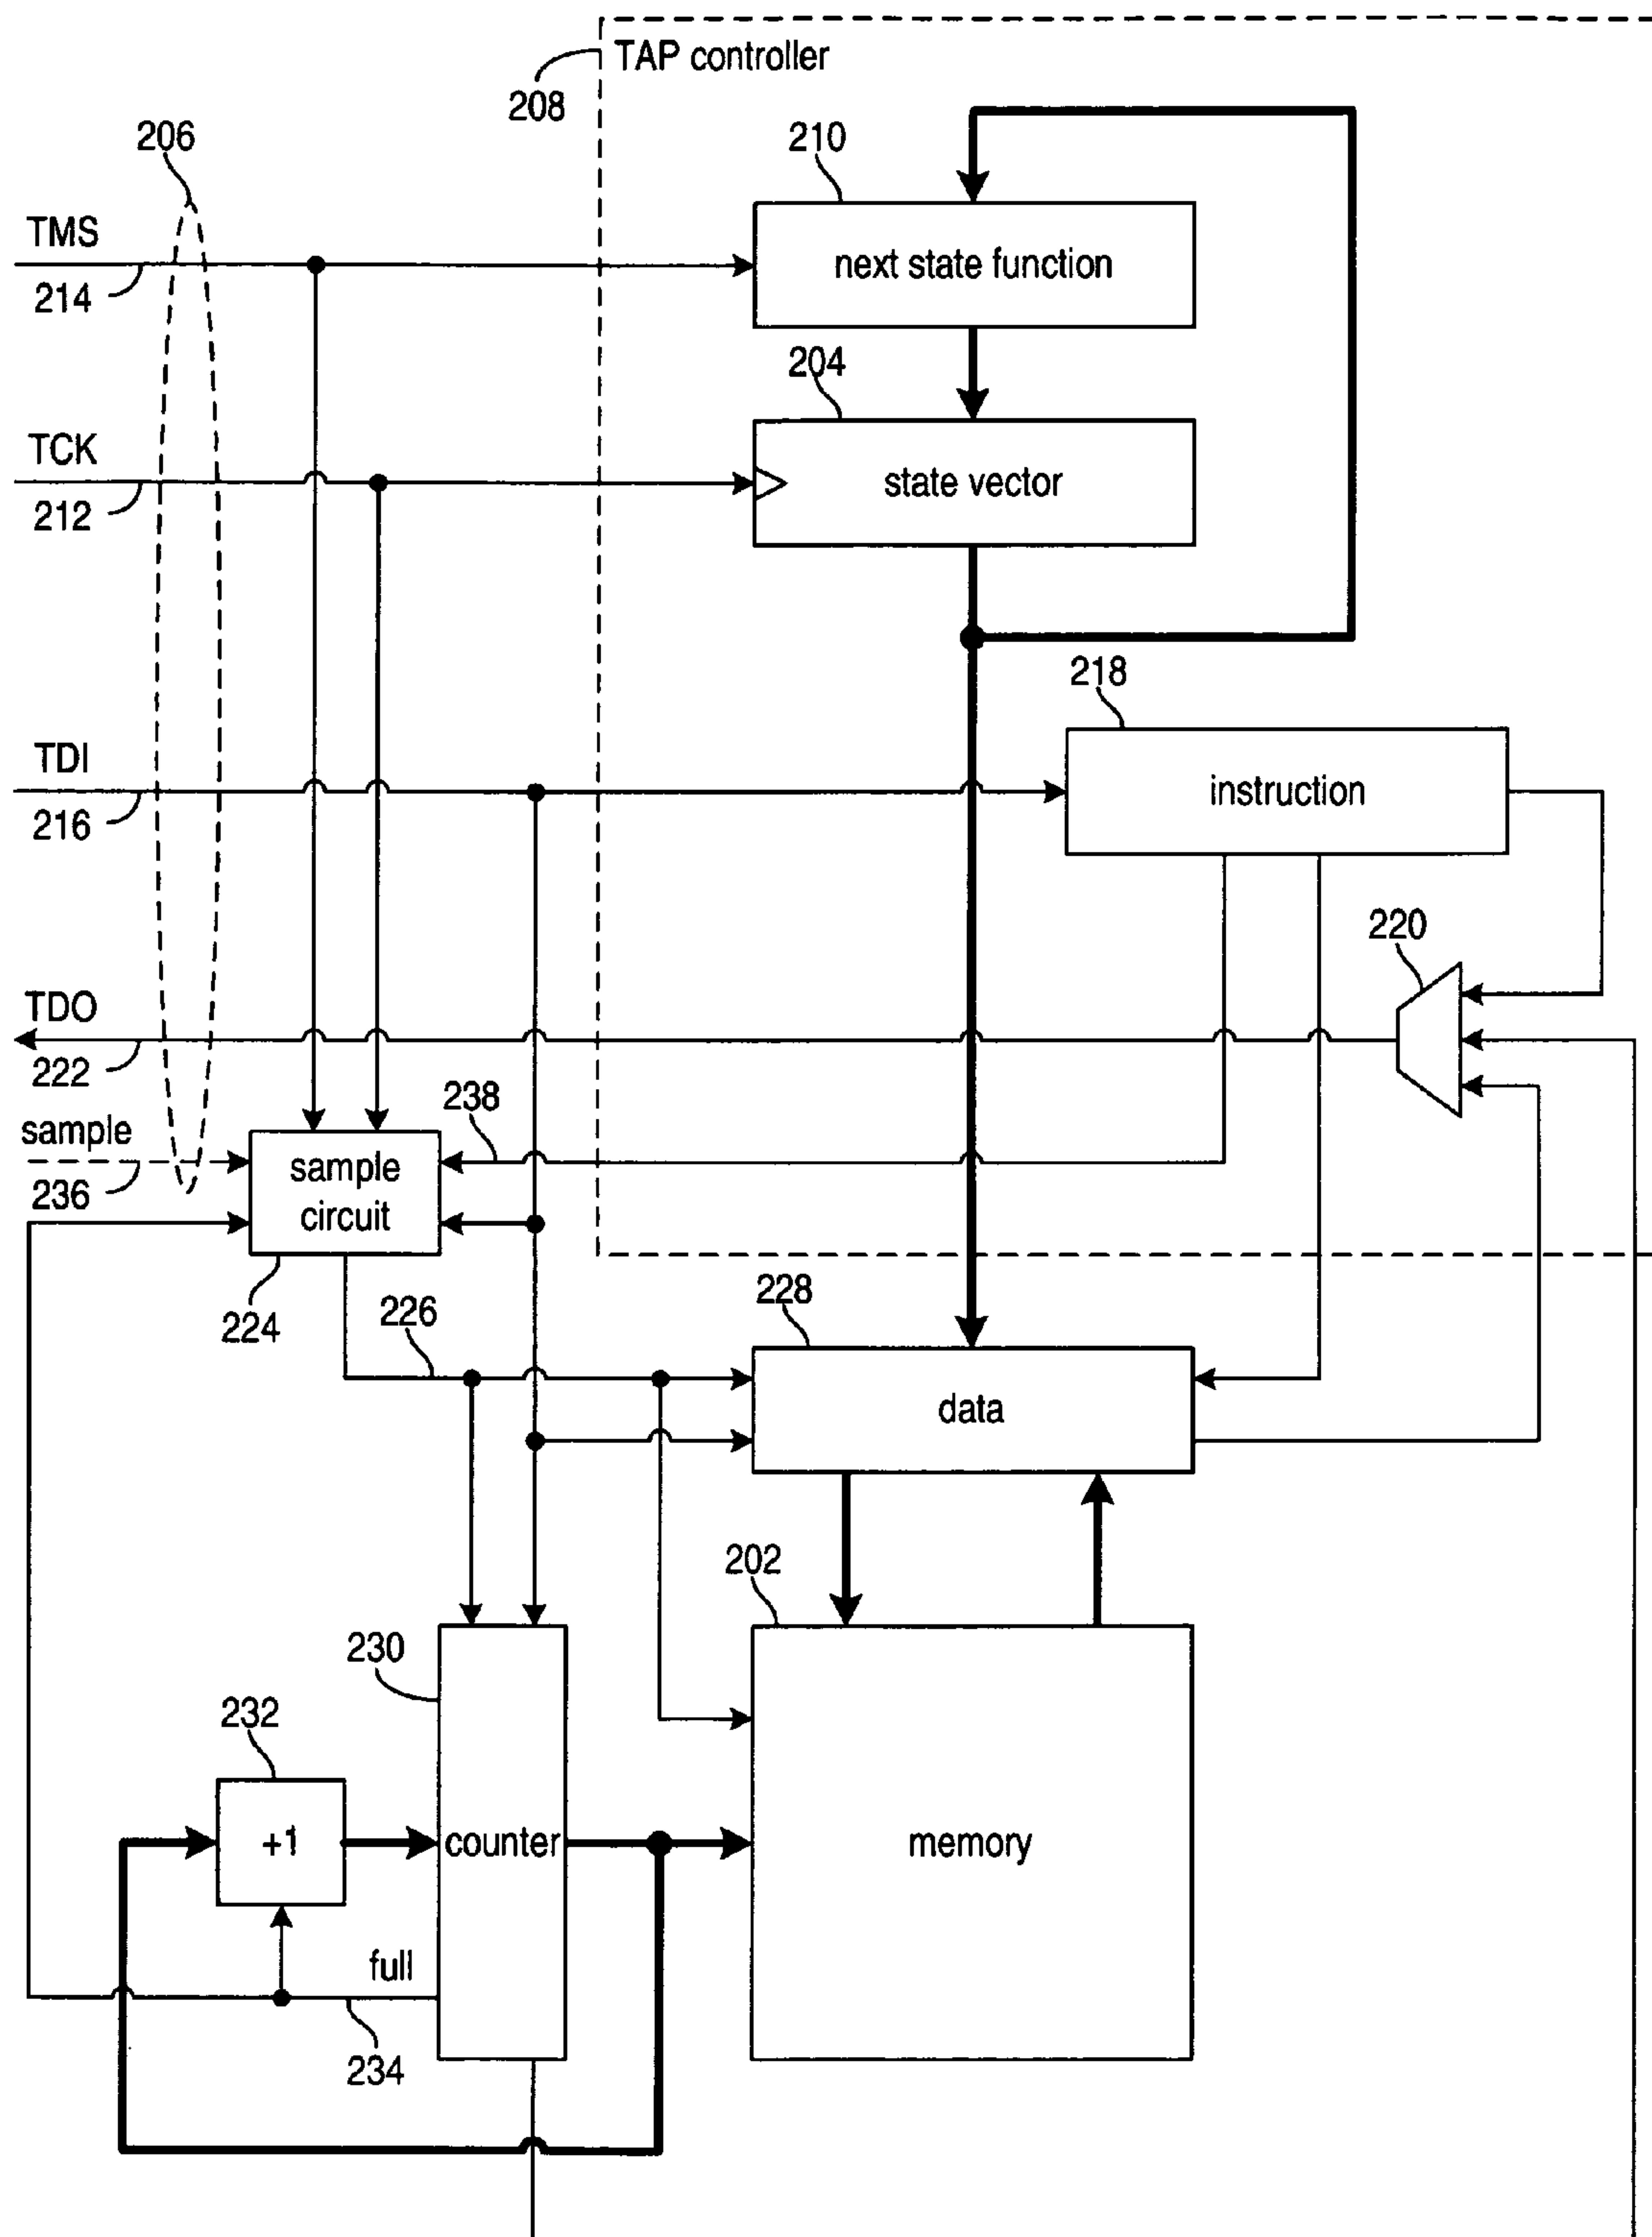 TAP controller
208
206
210
TMS
next state function
214
204
TCK
state vector
212
218
TDI
instruction
216
220
TDO
222
238
sample
sample
circuit
236
228
224
226
data
202
230
232
+1
counter
memory
full
234